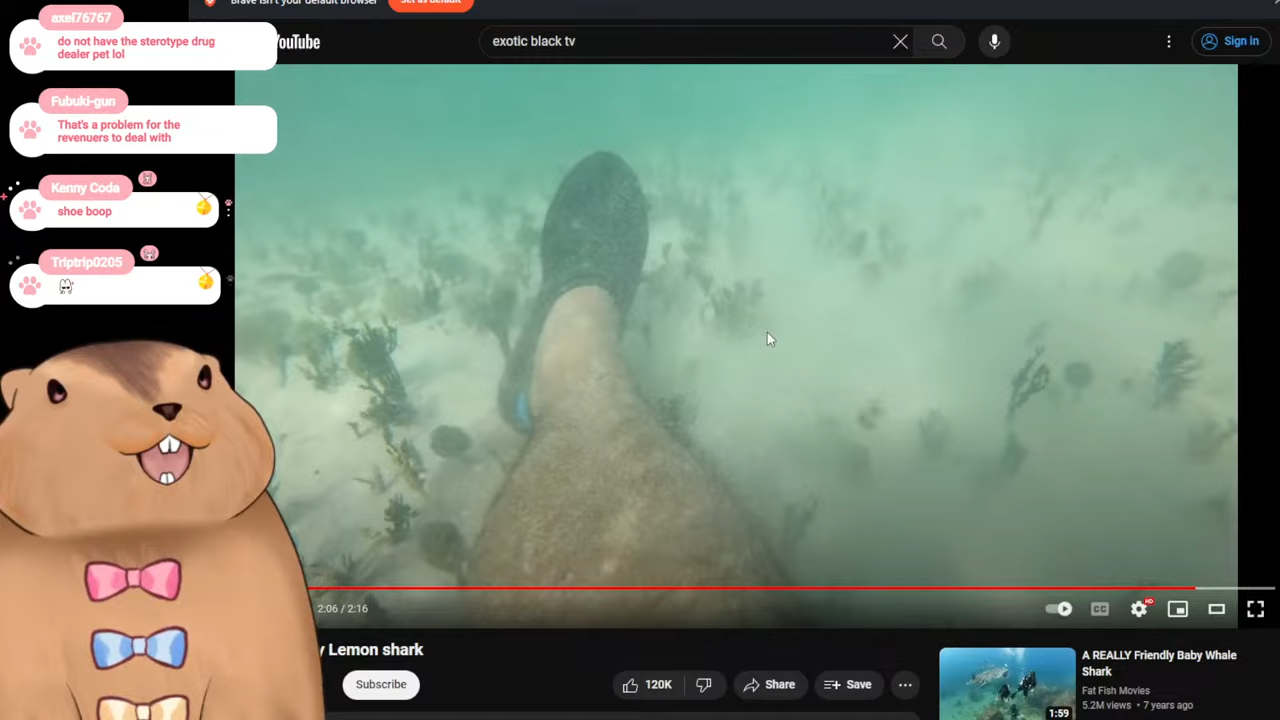 Brave isn't your default browser
Set as default
YouTube
exotic black tv
Sign in
axel76767
do not have the sterotype drug
dealer pet lol
Fubuki-gun
That's a problem for the
revenuers to deal with
Kenny Coda
shoe boop
Triptrip0205
2:06 / 2:16
CC
HD
y Lemon shark
Subscribe
120K
Share
Save
1:59
A REALLY Friendly Baby Whale
Shark
Fat Fish Movies
5.2M views • 7 years ago